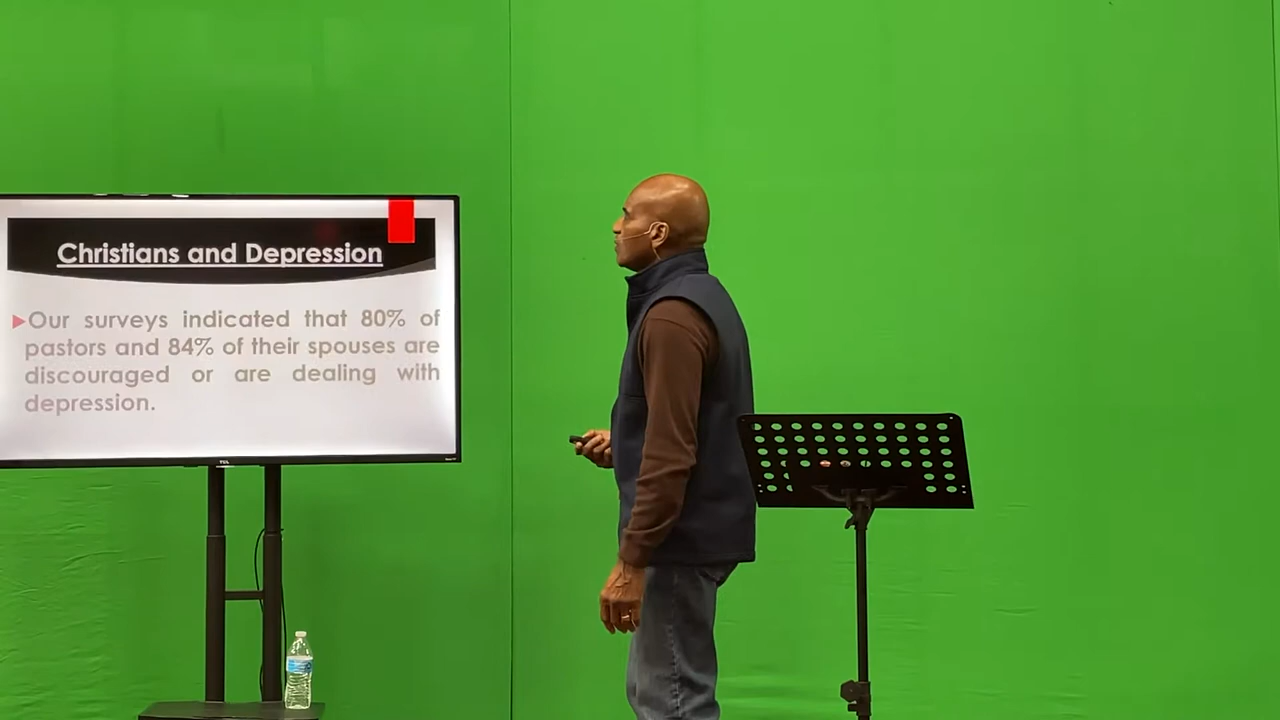 Christians and Depression
Our surveys indicated that 80% of
pastors and 84% of their spouses are
discouraged or are dealing with
depression.
TCL